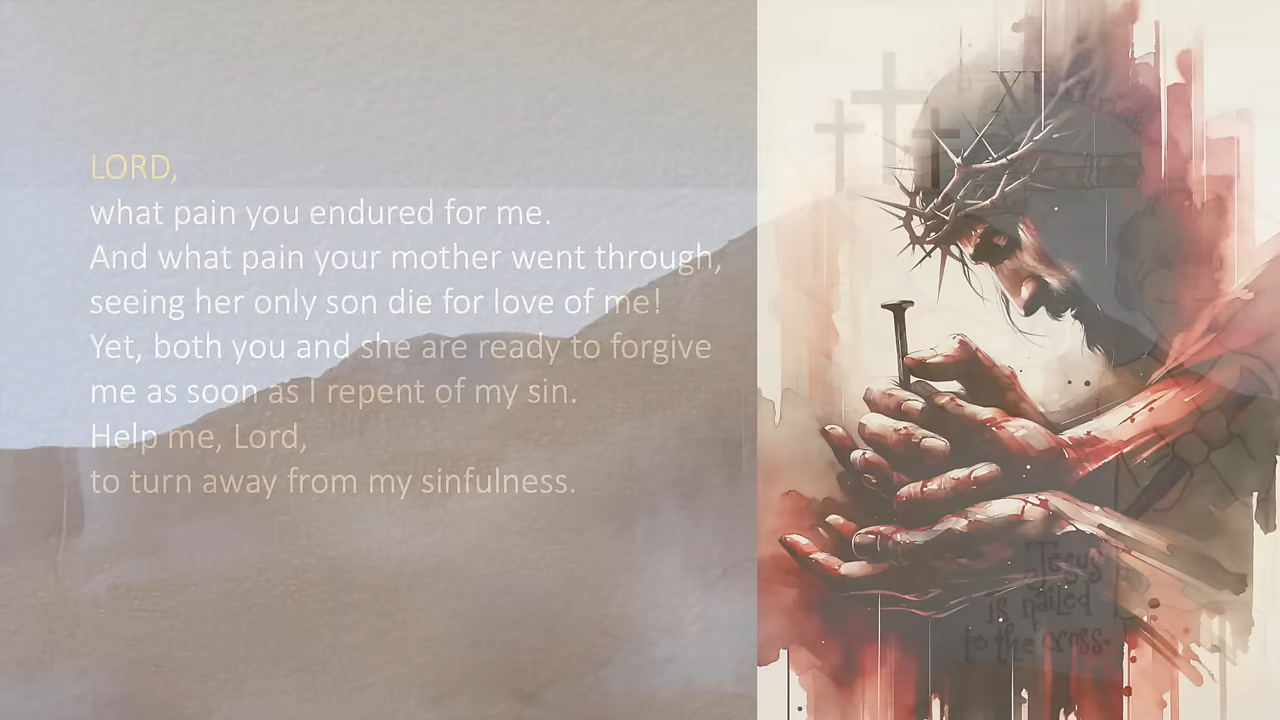 LORD,
what pain you endured for me.
And what pain your mother went through,
seeing her only son die for love of me!
Yet, both you and she are ready to forgive
me as soon as I repent of my sin.
Help me, Lord,
to turn away from my sinfulness.
XI
Jesus
is nailed
to the cross.